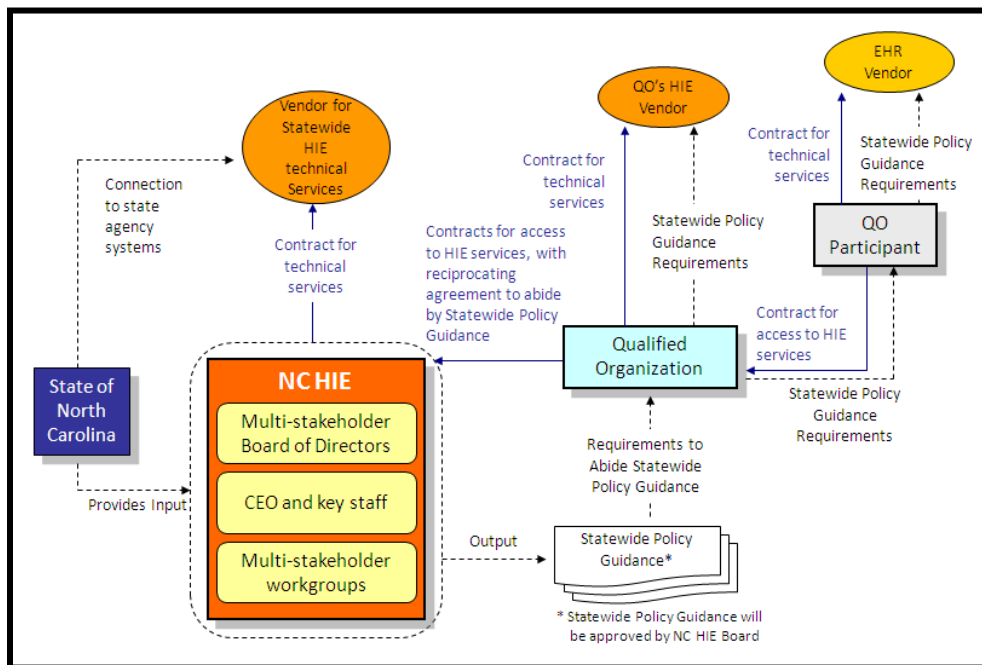 EHR
Vendor
QO's HIE
Vendor
Vendor for
Statewide
HIE
technical
Services
Statewide Policy
Guidance
Requirements
Contract for
technical
services
Contract for
technical
services
Connection
to state
agency
systems
QO
Participant
Statewide Policy
Guidance
Requirements
Contracts for access
to HIE services, with
reciprocating
agreement to abide
by Statewide Policy
Guidance
Contract for
technical
services
Contract for
access to HIE
services
Qualified
Organization
NC HIE
State of
North
Carolina
Multi-stakeholder
Board of Directors
Statewide Policy
Guidance
Requirements
Requirements to
Abide Statewide
Policy Guidance
CEO and key staff
Provides Input
Output
Statewide Policy
Guidance*
Multi-stakeholder
workgroups
* Statewide Policy Guidance will
be approved by NC HIE Board